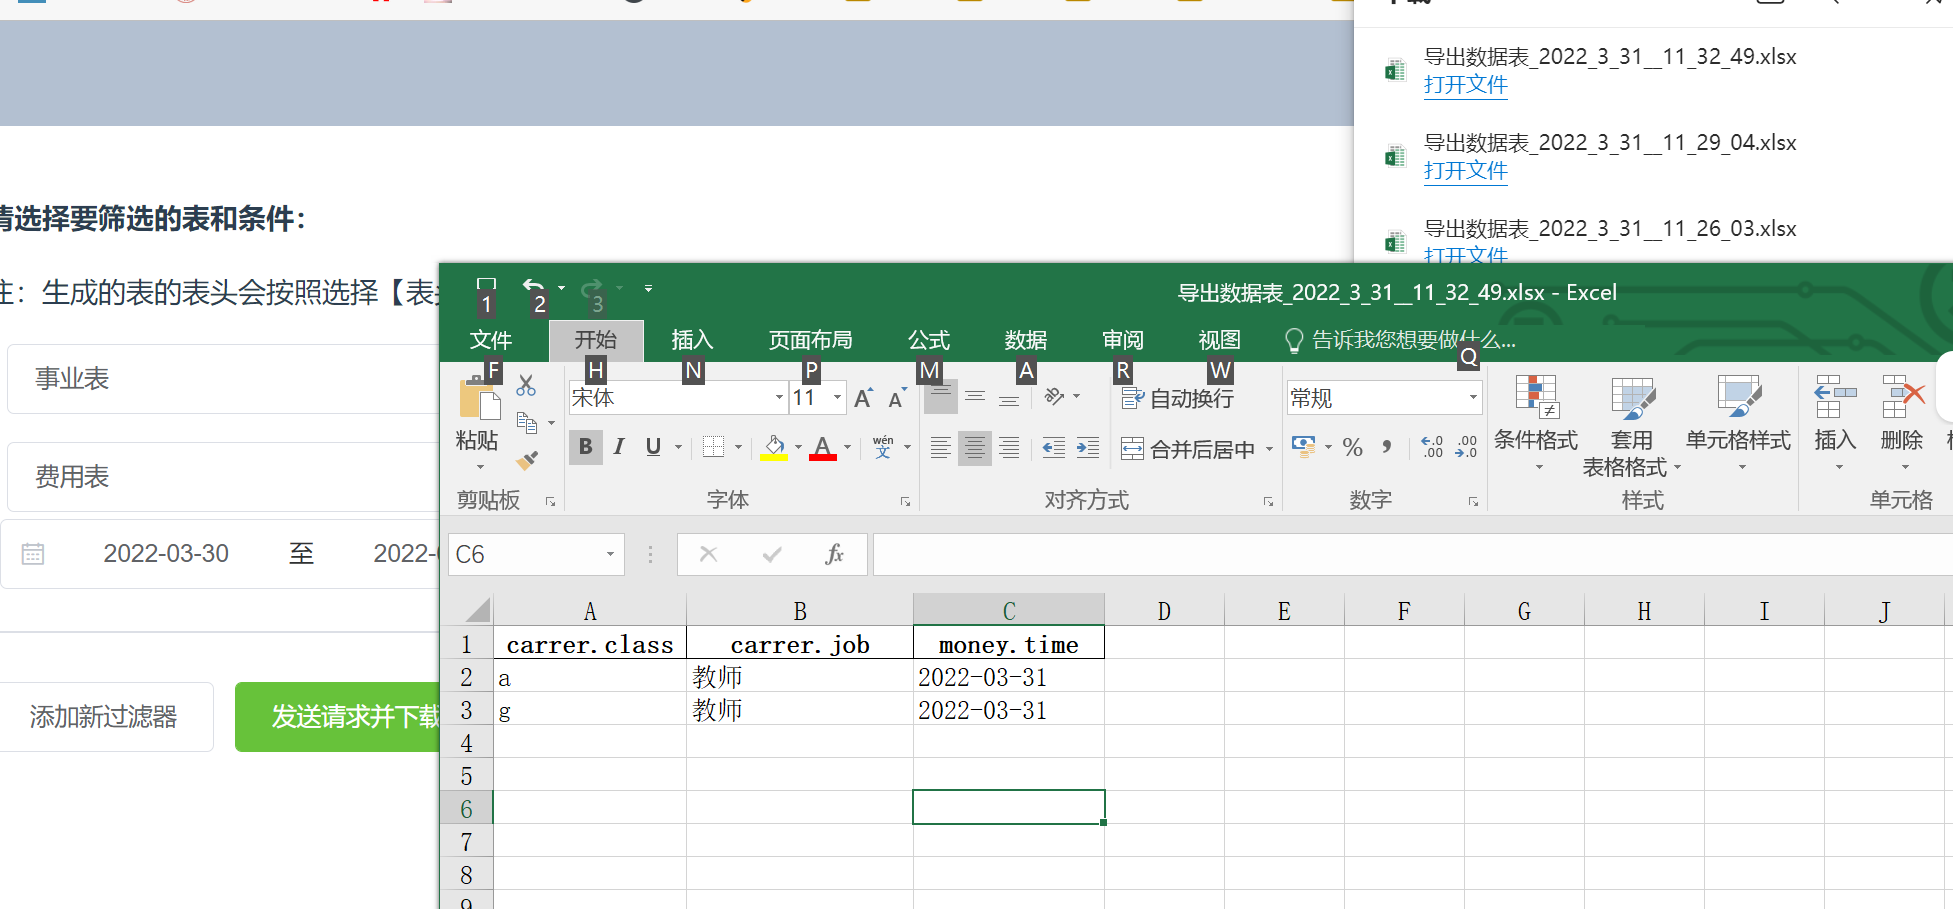 导出数据表_2022_3_31__11_32_49.xlsx
打开文件
导出数据表_2022_3_31__11_29_04.xlsx
打开文件
导出数据表_2022_3_31__11_26_03.xlsx
打开文件
请选择要筛选的表和条件：
注：生成的表的表头会按照选择【表
事业表
费用表
2022-03-30 至 2022-
添加新过滤器
发送请求并下载
1 2 3
导出数据表_2022_3_31__11_32_49.xlsx - Excel
文件 开始 插入 页面布局 公式 数据 审阅 视图 告诉我您想要做什么...
F H N P M A R W Q
宋体 11 A A 自动换行 常规
粘贴 B I U A wén 文 合并后居中 % , .0 .00 .00 .0 条件格式 套用 表格格式 单元格样式 插入 删除
剪贴板 字体 对齐方式 数字 样式 单元格
C6 fx
A B C D E F G H I J
1 carrer.class carrer.job money.time
2 a 教师 2022-03-31
3 g 教师 2022-03-31
4
5
6
7
8
9